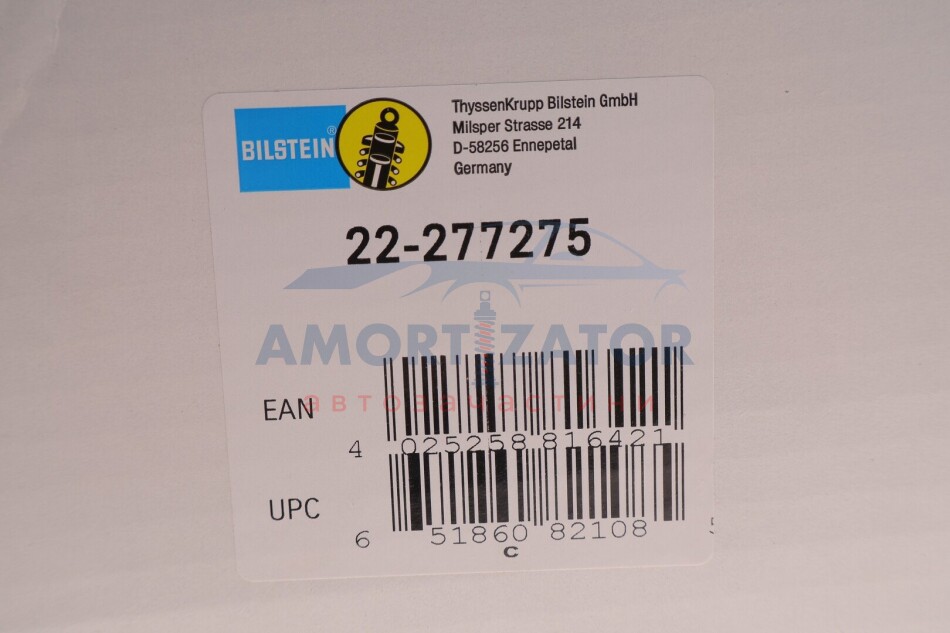 BILSTEIN®
ThyssenKrupp Bilstein GmbH
Milsper Strasse 214
D-58256 Ennepetal
Germany
22-277275
AMORTIZATOR
автозачастини
EAN
4 025258 816421
UPC
6 51860 82108
C